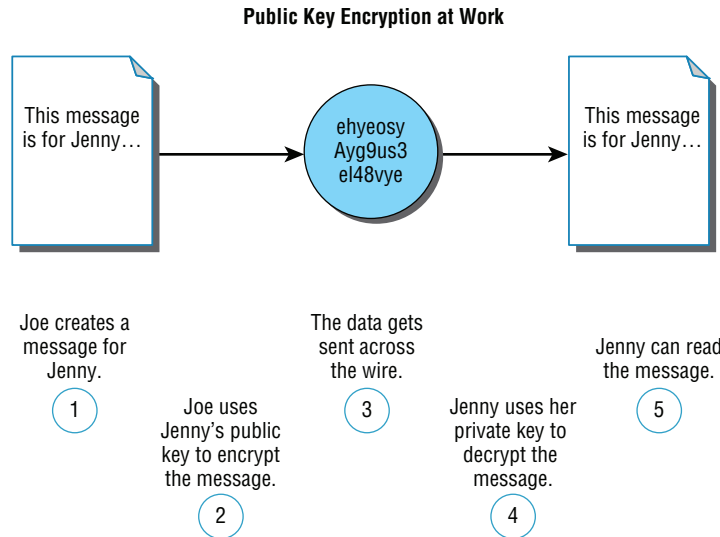 Public Key Encryption at Work
This message
is for Jenny…
ehyeosy
Ayg9us3
el48vye
This message
is for Jenny…
Joe creates a
message for
Jenny.
1
Joe uses
Jenny’s public
key to encrypt
the message.
2
The data gets
sent across
the wire.
3
Jenny uses her
private key to
decrypt the
message.
4
Jenny can read
the message.
5